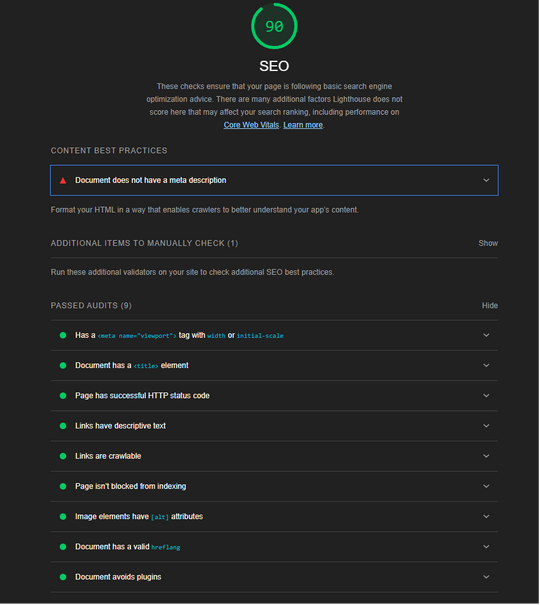 90
SEO
These checks ensure that your page is following basic search engine
optimization advice. There are many additional factors Lighthouse does not
score here that may affect your search ranking, including performance on
Core Web Vitals. Learn more.
CONTENT BEST PRACTICES
Document does not have a meta description
Format your HTML in a way that enables crawlers to better understand your app's content.
ADDITIONAL ITEMS TO MANUALLY CHECK (1) Show
Run these additional validators on your site to check additional SEO best practices.
PASSED AUDITS (9) Hide
Has a <meta name="viewport"> tag with width or initial-scale
Document has a <title> element
Page has successful HTTP status code
Links have descriptive text
Links are crawlable
Page isn't blocked from indexing
Image elements have [alt] attributes
Document has a valid hreflang
Document avoids plugins